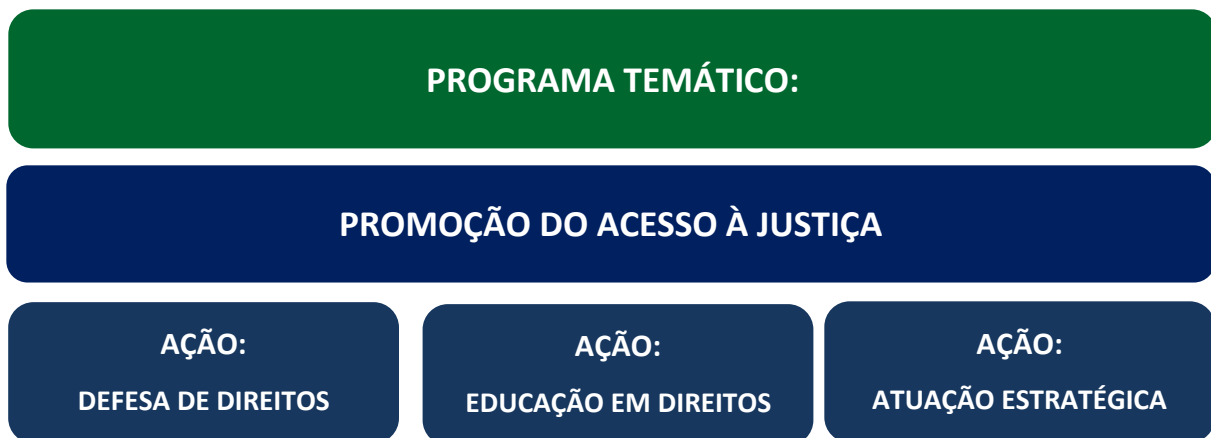 PROGRAMA TEMÁTICO:
PROMOÇÃO DO ACESSO À JUSTIÇA
AÇÃO:
DEFESA DE DIREITOS
AÇÃO:
EDUCAÇÃO EM DIREITOS
AÇÃO:
ATUAÇÃO ESTRATÉGICA